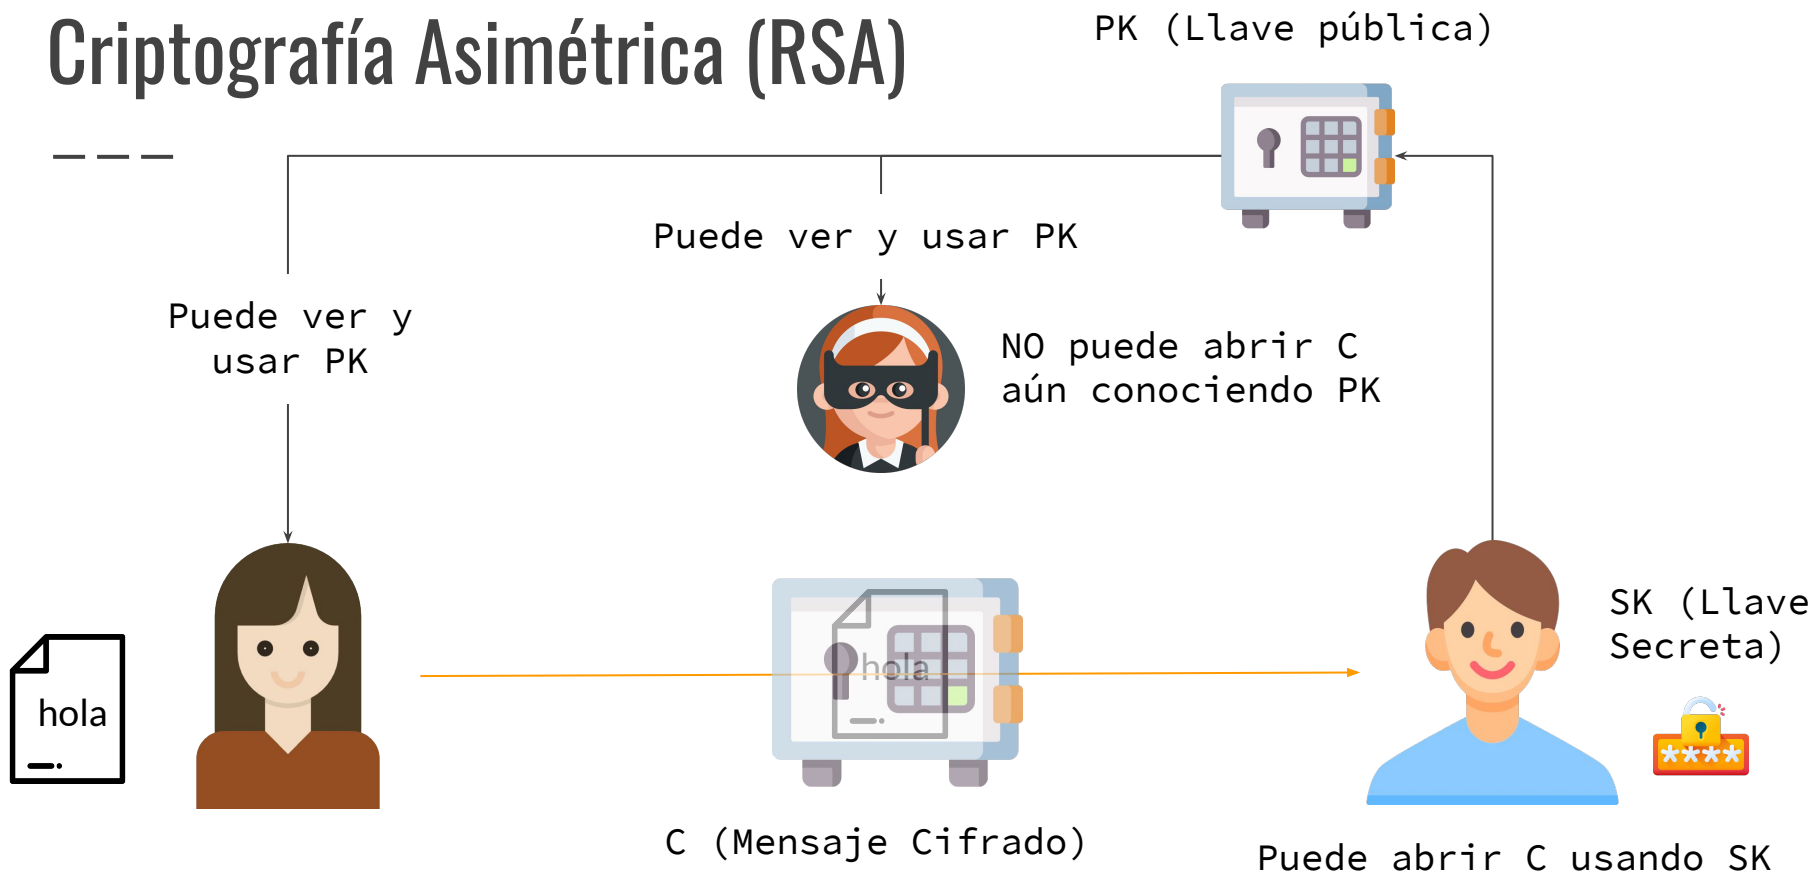 Criptografía Asimétrica (RSA)
PK (Llave pública)
Puede ver y usar PK
Puede ver y
usar PK
NO puede abrir C
aún conociendo PK
hola
hola
SK (Llave
Secreta)
****
C (Mensaje Cifrado)
Puede abrir C usando SK